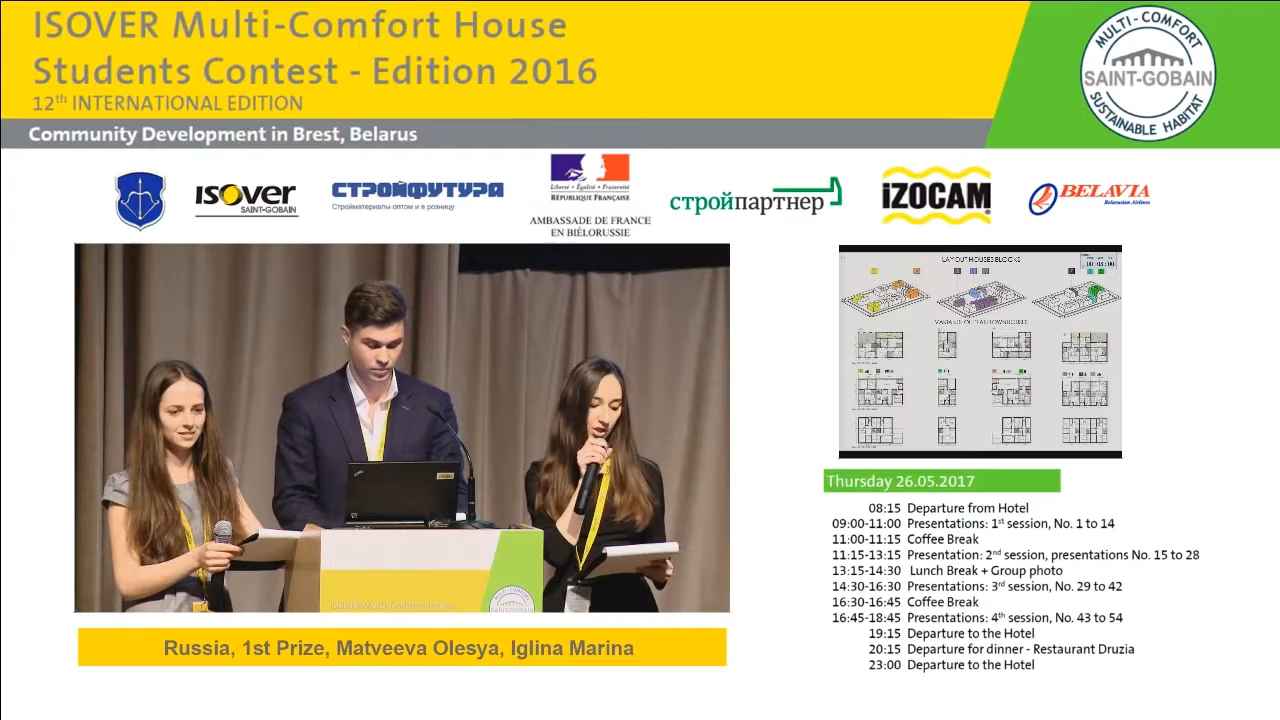 ISOVER Multi-Comfort House
Students Contest - Edition 2016
12th INTERNATIONAL EDITION
Community Development in Brest, Belarus
MULTI-COMFORT
SAINT-GOBAIN
SUSTAINABLE HABITAT
isover
SAINT-GOBAIN
СТРОЙФУТУРА
Стройматериалы оптом и в розницу
Liberté • Égalité • Fraternité
RÉPUBLIQUE FRANÇAISE
AMBASSADE DE FRANCE
EN BIÉLORUSSIE
стройпартнер
iZOCAM
BELAVIA
Belarusian Airlines
LAYOUT HOUSES BLOCKS
ISOVER Multi-Comfort House
SAINT-GOBAIN
Russia, 1st Prize, Matveeva Olesya, Iglina Marina
Thursday 26.05.2017
08:15 Departure from Hotel
09:00-11:00 Presentations: 1st session, No. 1 to 14
11:00-11:15 Coffee Break
11:15-13:15 Presentation: 2nd session, presentations No. 15 to 28
13:15-14:30 Lunch Break + Group photo
14:30-16:30 Presentations: 3rd session, No. 29 to 42
16:30-16:45 Coffee Break
16:45-18:45 Presentations: 4th session, No. 43 to 54
19:15 Departure to the Hotel
20:15 Departure for dinner - Restaurant Druzia
23:00 Departure to the Hotel